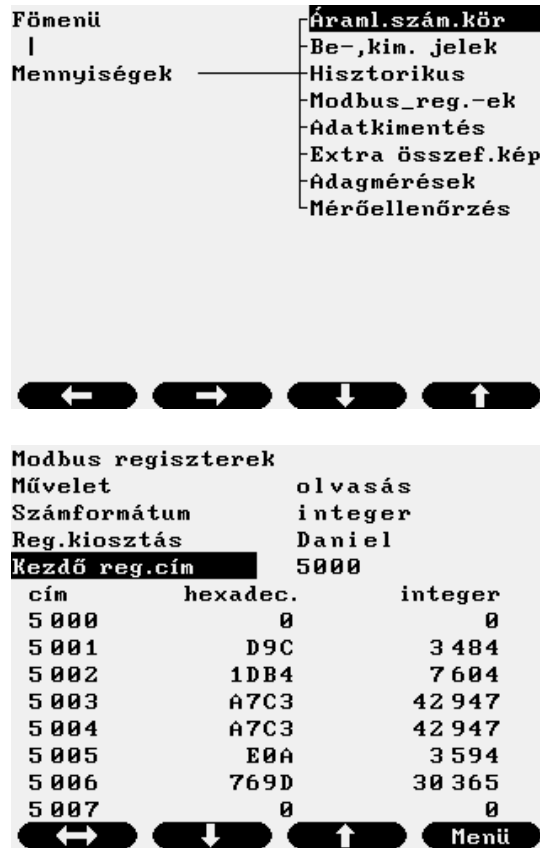 Fömenü
Áraml.szám.kör
Be-,kim. jelek
Mennyiségek
Hisztorikus
Modbus_reg.-ek
Adatkimentés
Extra összef.kép
Adagmérések
Mérőellenőrzés
Modbus regiszterek
Művelet olvasás
Számformátum integer
Reg.kiosztás Daniel
Kezdő reg.cím 5000
cím hexadec. integer
5 000 0 0
5 001 D9C 3 484
5 002 1DB4 7 604
5 003 A7C3 42 947
5 004 A7C3 42 947
5 005 E0A 3 594
5 006 769D 30 365
5 007 0 0
Menü